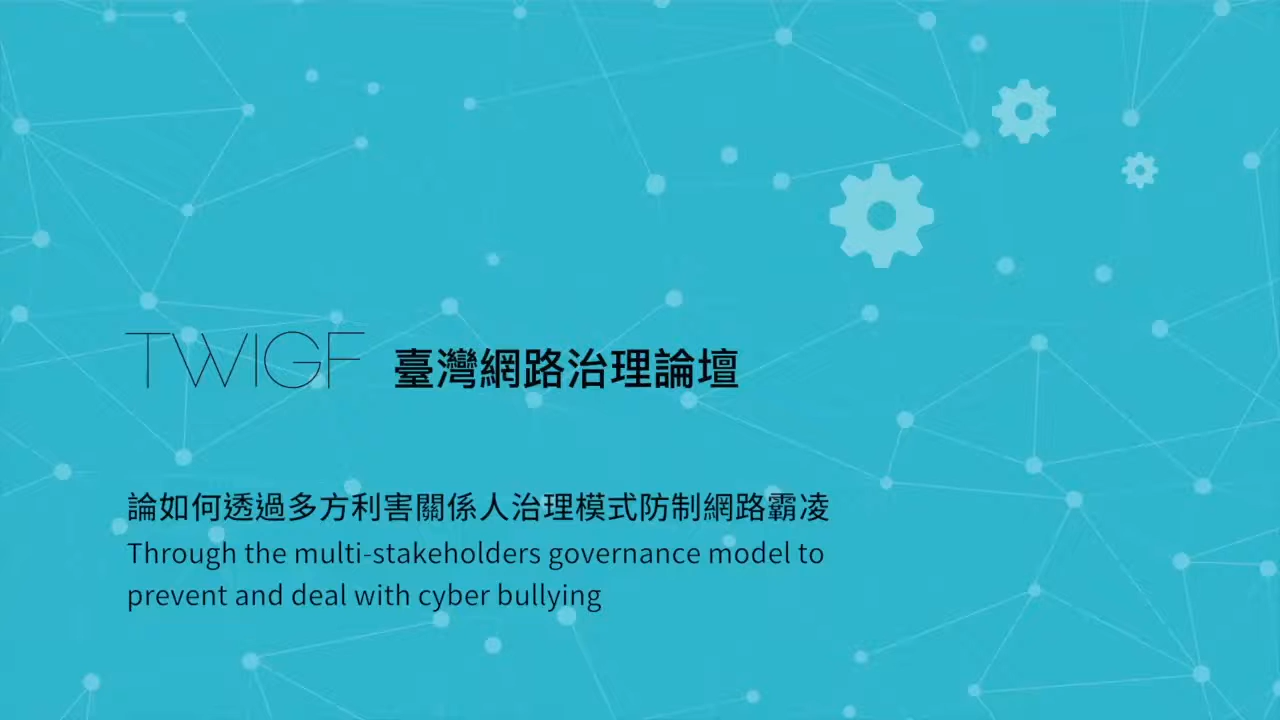 TWIGF 臺灣網路治理論壇
論如何透過多方利害關係人治理模式防制網路霸凌
Through the multi-stakeholders governance model to
prevent and deal with cyber bullying